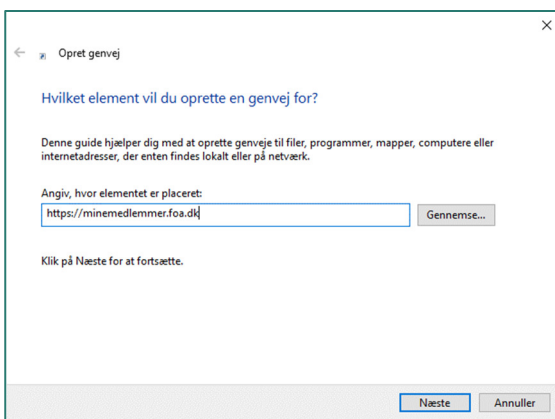 Opret genvej
Hvilket element vil du oprette en genvej for?
Denne guide hjælper dig med at oprette genveje til filer, programmer, mapper, computere eller
internetadresser, der enten findes lokalt eller på netværk.
Angiv, hvor elementet er placeret:
https://minemedlemmer.foa.dk
Gennemse...
Klik på Næste for at fortsætte.
Næste
Annuller